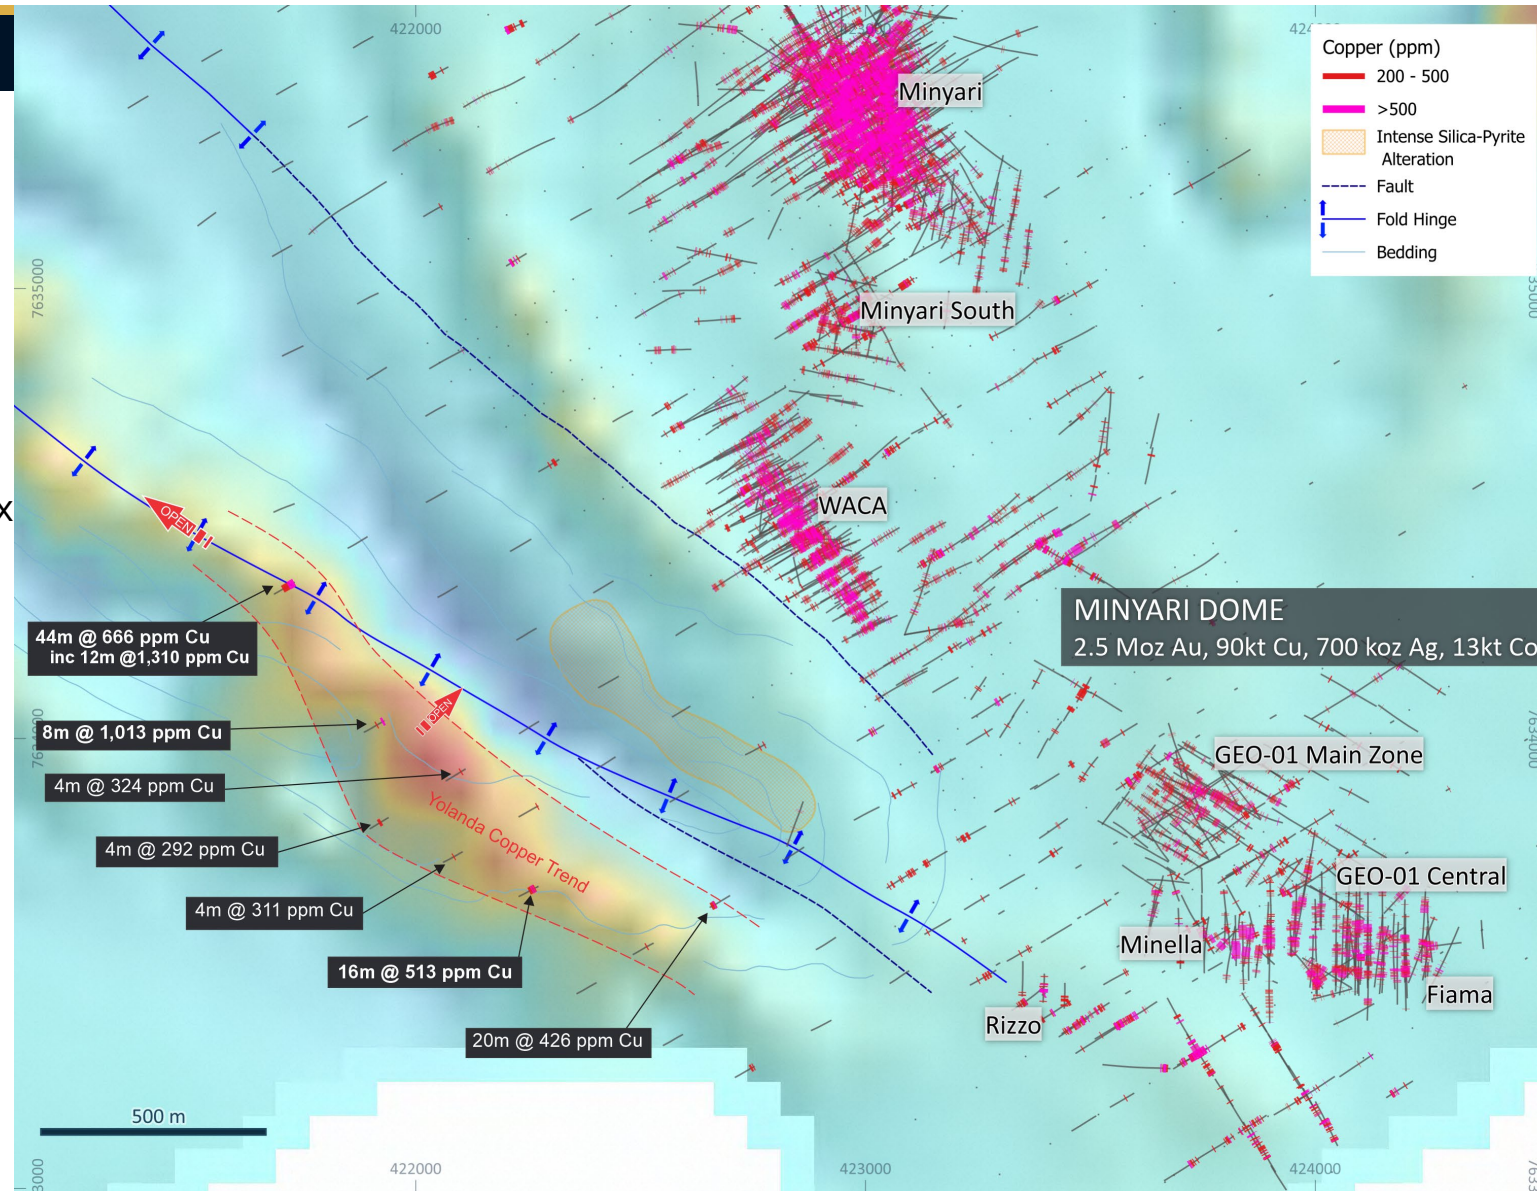 422000
423000
Minyari
Copper (ppm)
200 - 500
>500
Intense Silica-Pyrite
Alteration
Fault
Fold Hinge
Bedding
7635000
Minyari South
WACA
x
OPEN
44m @ 666 ppm Cu
inc 12m @1,310 ppm Cu
MINYARI DOME
2.5 Moz Au, 90kt Cu, 700 koz Ag, 13kt Co
OPEN
8m @ 1,013 ppm Cu
7634000
7634000
4m @ 324 ppm Cu
GEO-01 Main Zone
Yolanda Copper Trend
4m @ 292 ppm Cu
GEO-01 Central
4m @ 311 ppm Cu
Minella
16m @ 513 ppm Cu
Fiama
Rizzo
20m @ 426 ppm Cu
500 m
422000
423000
424000